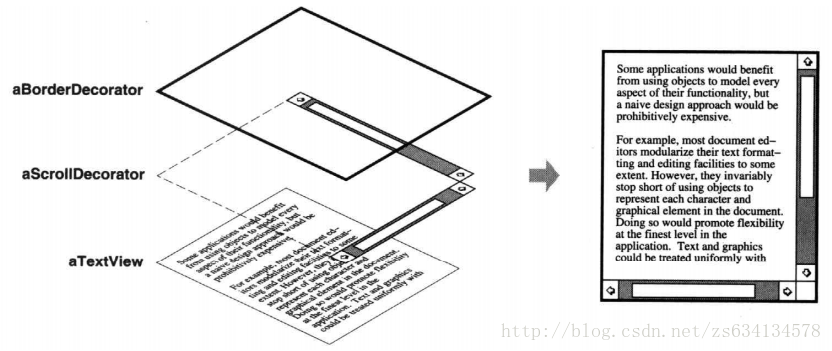 aBorderDecorator
aScrollDecorator
aTextView
Some applications would benefit
from using objects to model every
aspect of their functionality, but
a naive design approach would be
prohibitively expensive.
For example, most document ed-
itors modularize their text format-
ting and editing facilities to some
extent. However, they invariably
stop short of using objects to
represent each character and
graphical element in the document.
Doing so would promote flexibility
at the finest level in the
application. Text and graphics
could be treated uniformly with
Some applications would benefit
from using objects to model every
aspect of their functionality, but
a naive design approach would be
prohibitively expensive.
For example, most document ed-
itors modularize their text format-
ting and editing facilities to some
extent. However, they invariably
stop short of using objects to
represent each character and
graphical element in the document.
Doing so would promote flexibility
at the finest level in the
application. Text and graphics
could be treated uniformly with
http://blog.csdn.net/zs634134578